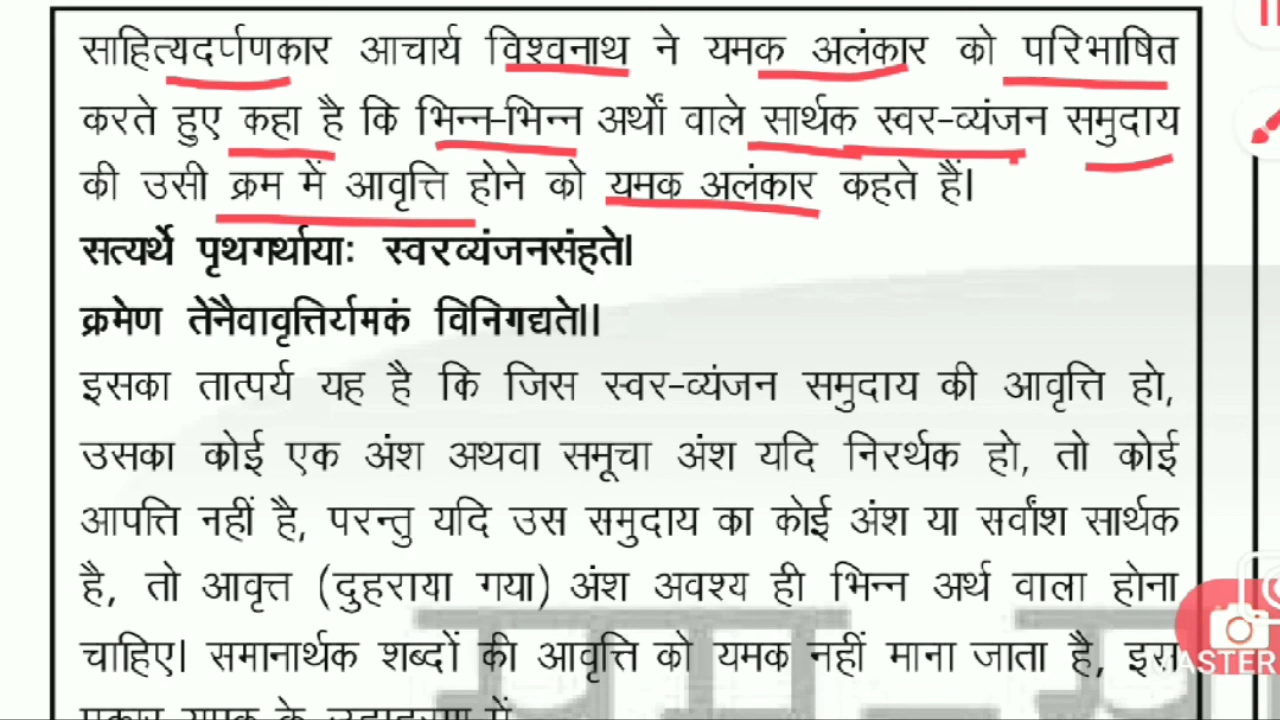 साहित्यदर्पणकार आचार्य विश्वनाथ ने यमक अलंकार को परिभाषित
करते हुए कहा है कि भिन्न-भिन्न अर्थों वाले सार्थक स्वर-व्यंजन समुदाय
की उसी क्रम में आवृत्ति होने को यमक अलंकार कहते हैं।
सत्यर्थे पृथगर्थायाः स्वरव्यंजनसंहते।
क्रमेण तेनैवावृत्तिर्यमकं विनिगद्यते।।
इसका तात्पर्य यह है कि जिस स्वर-व्यंजन समुदाय की आवृत्ति हो,
उसका कोई एक अंश अथवा समूचा अंश यदि निरर्थक हो, तो कोई
आपत्ति नहीं है, परन्तु यदि उस समुदाय का कोई अंश या सर्वांश सार्थक
है, तो आवृत्त (दुहराया गया) अंश अवश्य ही भिन्न अर्थ वाला होना
चाहिए। समानार्थक शब्दों की आवृत्ति को यमक नहीं माना जाता है, इस